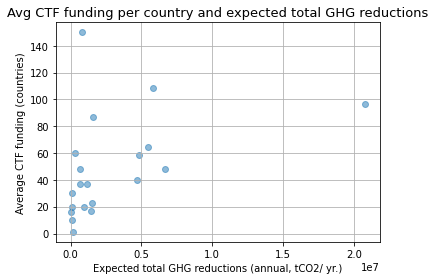 Avg CTF funding per country and expected total GHG reductions
Average CTF funding (countries)
140
120
100
80
60
40
20
0
0.0 0.5 1.0 1.5 2.0
1e7
Expected total GHG reductions (annual, tCO2/ yr.)